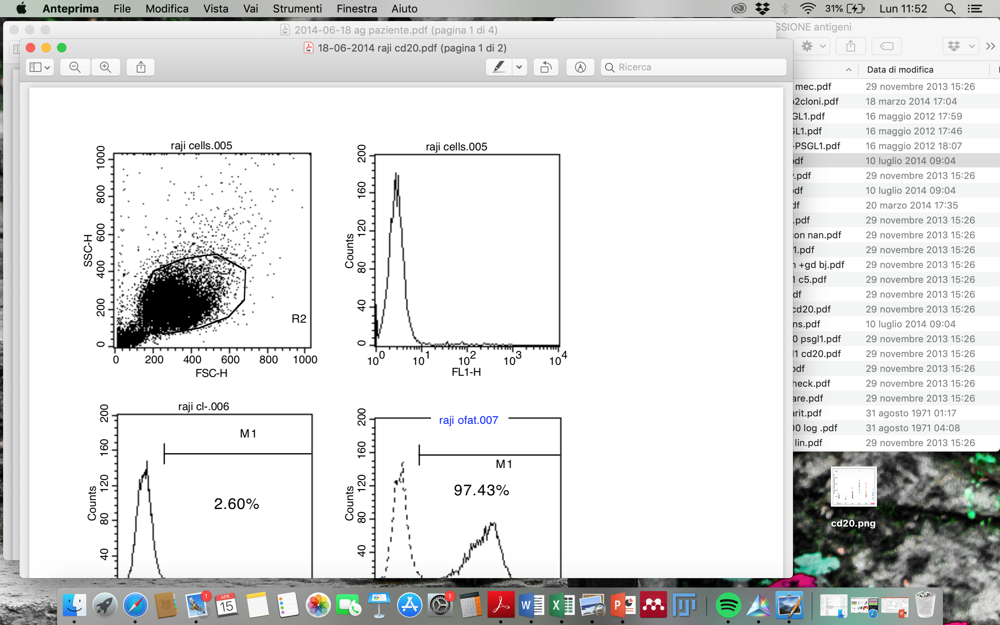 Anteprima File Modifica Vista Vai Strumenti Finestra Aiuto 31% Lun 11:52
2014-06-18 ag paziente.pdf (pagina 1 di 4)
SSIONE antigeni
18-06-2014 raji cd20.pdf (pagina 1 di 2)
Ricerca
raji cells.005
1000
800
600
400
200
0
SSC-H
R2
0 200 400 600 800 1000
FSC-H
raji cells.005
200
160
120
80
40
0
Counts
10^0 10^1 10^2 10^3 10^4
FL1-H
raji cl-.006
200
160
120
80
40
Counts
M1
2.60%
raji ofat.007
200
160
120
80
40
Counts
M1
97.43%
Data di modifica
mec.pdf 29 novembre 2013 15:26
2cloni.pdf 18 marzo 2014 17:04
GL1.pdf 16 maggio 2012 17:59
L1.pdf 16 maggio 2012 17:46
-PSGL1.pdf 16 maggio 2012 18:07
df 10 luglio 2014 09:04
.pdf 29 novembre 2013 15:26
df 10 luglio 2014 09:04
df 20 marzo 2014 17:35
.pdf 29 novembre 2013 15:26
on nan.pdf 29 novembre 2013 15:26
1.pdf 29 novembre 2013 15:26
+gd bj.pdf 29 novembre 2013 15:26
c5.pdf 29 novembre 2013 15:26
df 29 novembre 2013 15:26
cd20.pdf 29 novembre 2013 15:26
ns.pdf 10 luglio 2014 09:04
0 psgl1.pdf 29 novembre 2013 15:26
1 cd20.pdf 29 novembre 2013 15:26
pdf 29 novembre 2013 15:26
heck.pdf 29 novembre 2013 15:26
are.pdf 29 novembre 2013 15:26
arit.pdf 31 agosto 1971 01:17
00 log .pdf 31 agosto 1971 04:08
lin.pdf 29 novembre 2013 15:26
cd20.png
1
APR
15
1